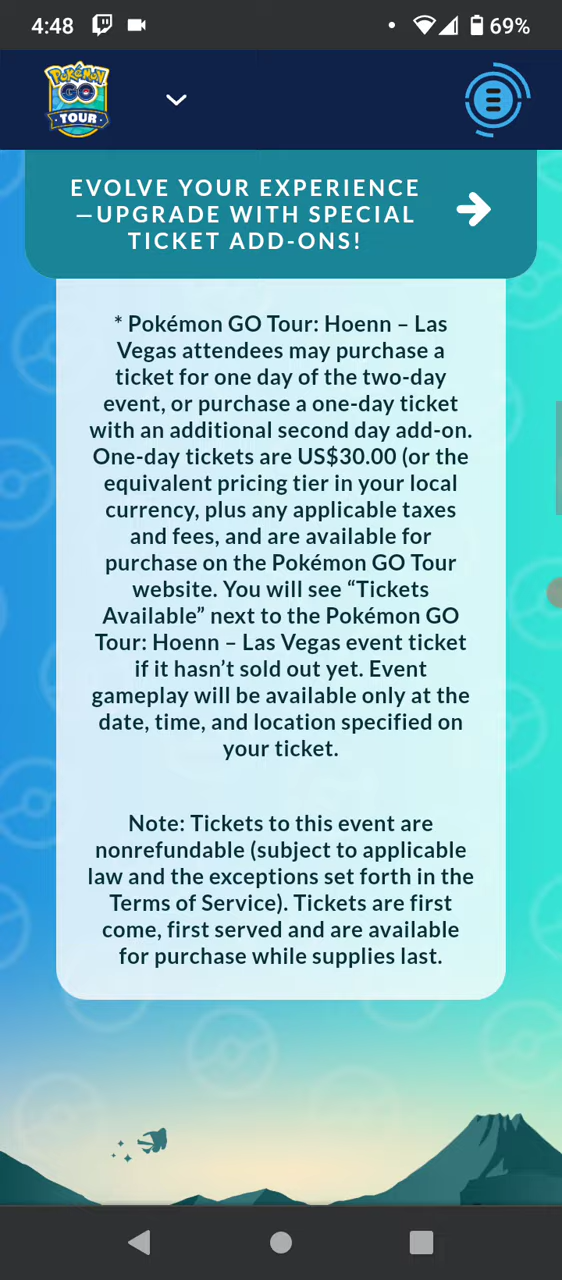 4:48
69%
POKÉMON
GO
TOUR
EVOLVE YOUR EXPERIENCE
—UPGRADE WITH SPECIAL
TICKET ADD-ONS!
* Pokémon GO Tour: Hoenn – Las
Vegas attendees may purchase a
ticket for one day of the two-day
event, or purchase a one-day ticket
with an additional second day add-on.
One-day tickets are US$30.00 (or the
equivalent pricing tier in your local
currency, plus any applicable taxes
and fees, and are available for
purchase on the Pokémon GO Tour
website. You will see “Tickets
Available” next to the Pokémon GO
Tour: Hoenn – Las Vegas event ticket
if it hasn’t sold out yet. Event
gameplay will be available only at the
date, time, and location specified on
your ticket.
Note: Tickets to this event are
nonrefundable (subject to applicable
law and the exceptions set forth in the
Terms of Service). Tickets are first
come, first served and are available
for purchase while supplies last.